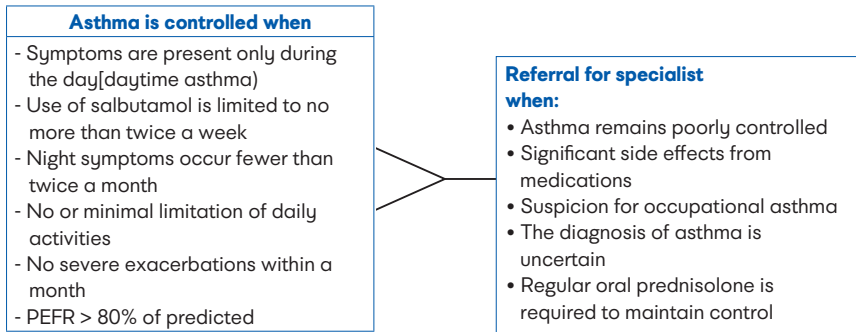 Asthma is controlled when
- Symptoms are present only during
the day[daytime asthma)
- Use of salbutamol is limited to no
more than twice a week
- Night symptoms occur fewer than
twice a month
- No or minimal limitation of daily
activities
- No severe exacerbations within a
month
- PEFR > 80% of predicted
Referral for specialist
when:
• Asthma remains poorly controlled
• Significant side effects from
medications
• Suspicion for occupational asthma
• The diagnosis of asthma is
uncertain
• Regular oral prednisolone is
required to maintain control